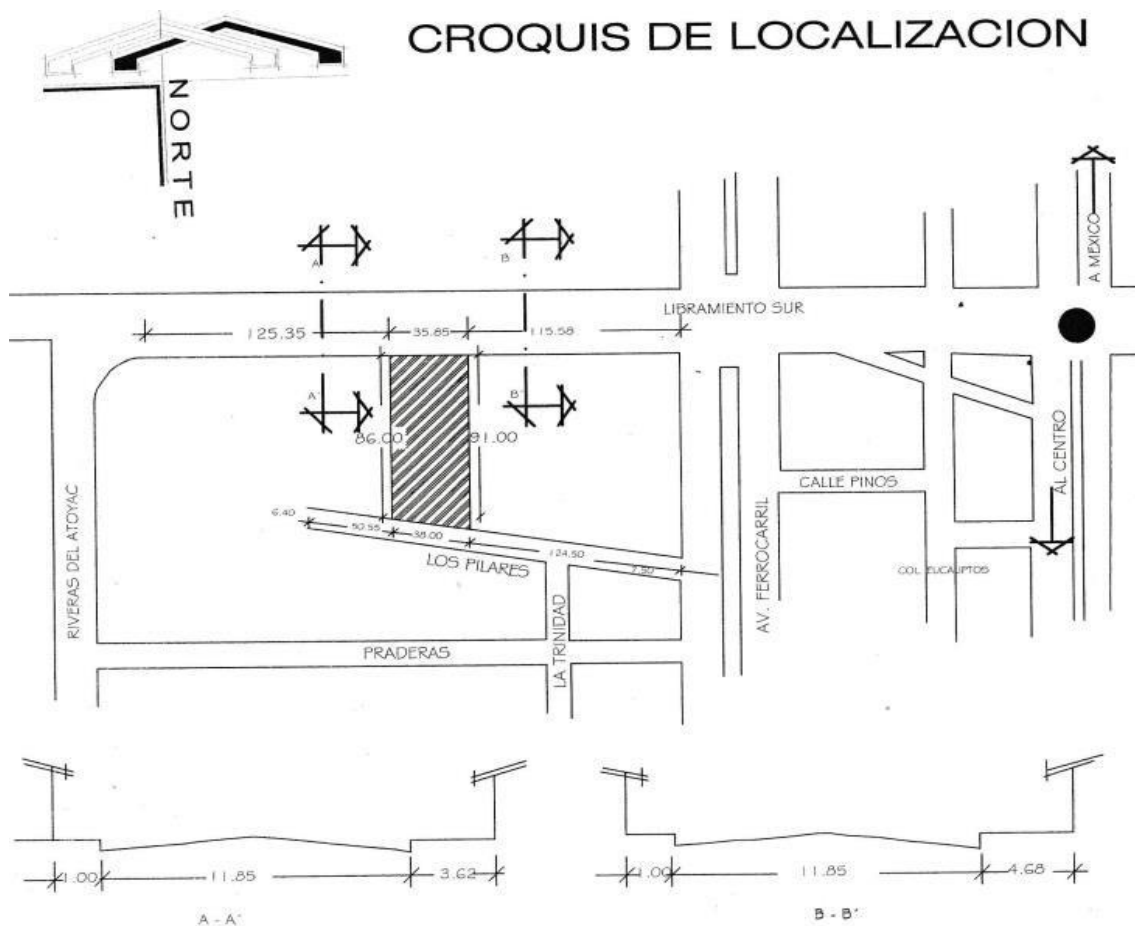 CROQUIS DE LOCALIZACION
NORTE
A
B
A MEXICO
LIBRAMIENTO SUR
125.35
35.85
115.58
A'
B'
86.00
91.00
AL CENTRO
CALLE PINOS
6.40
50.55
38.00
124.50
7.50
LOS PILARES
COL. EUCALIPTOS
RIVERAS DEL ATOYAC
AV. FERROCARRIL
PRADERAS
LA TRINIDAD
1.00
11.85
3.62
1.00
11.85
4.68
A - A'
B - B'